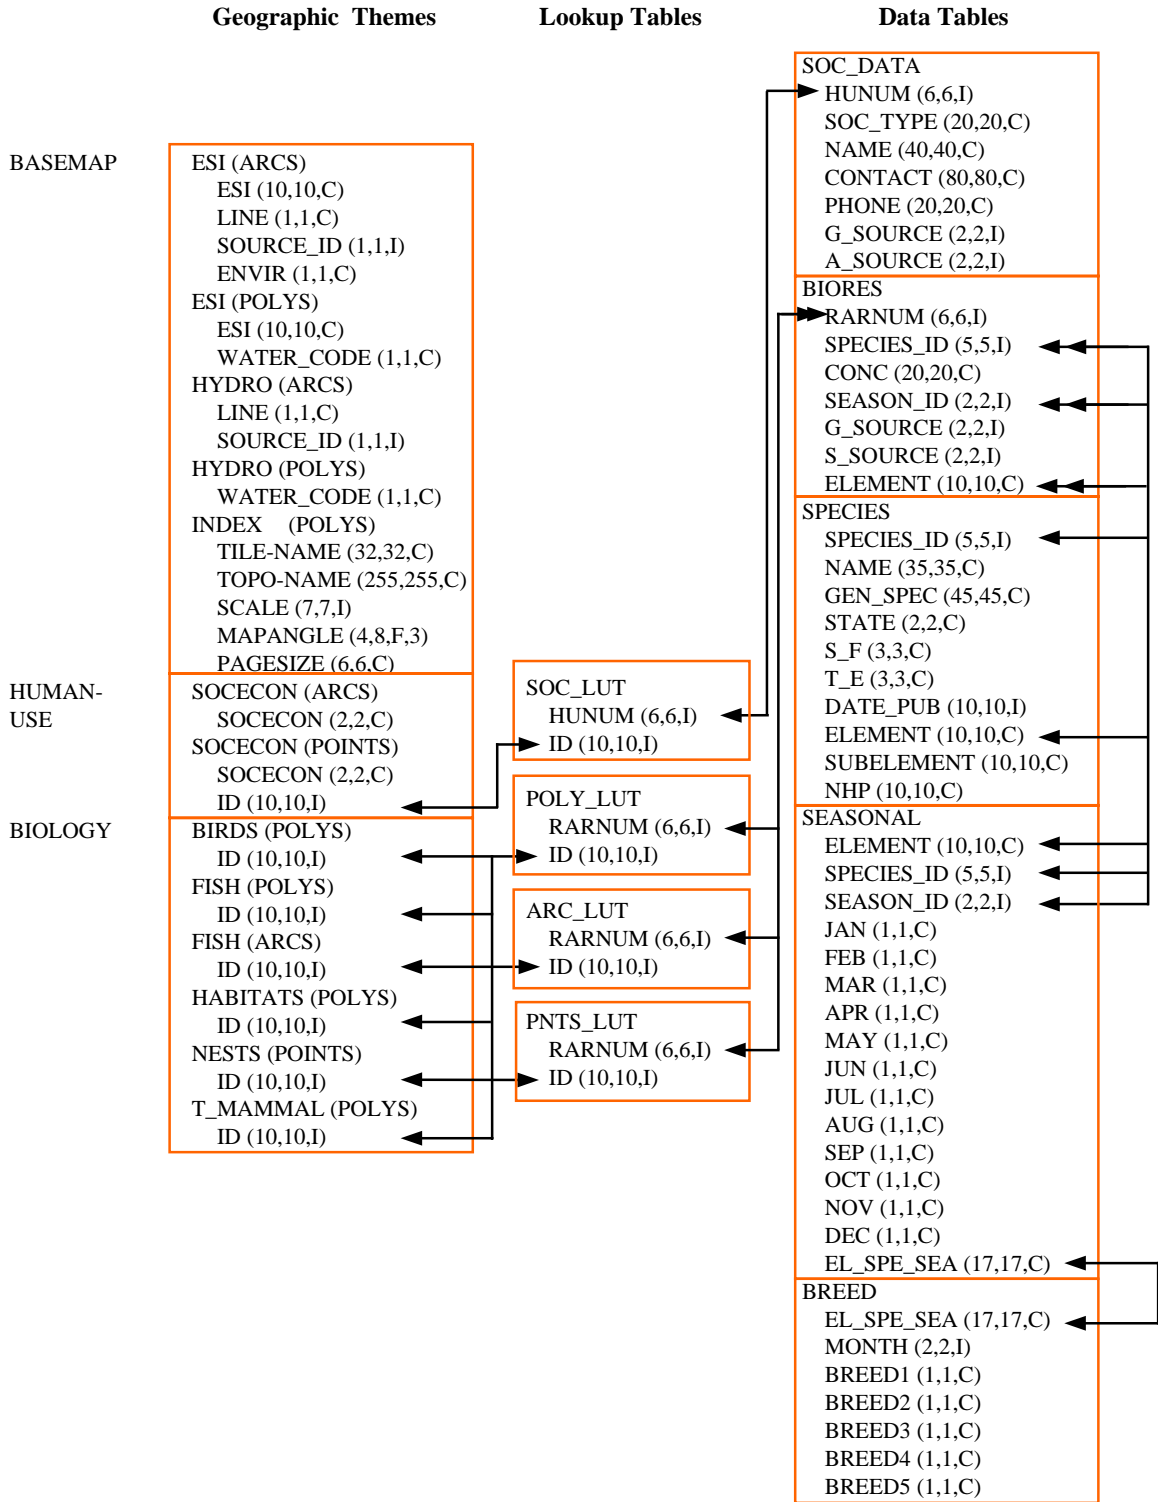 Geographic  Themes
Lookup Tables
Data Tables
BASEMAP
ESI (ARCS)
ESI (10,10,C)
LINE (1,1,C)
SOURCE_ID (1,1,I)
ENVIR (1,1,C)
ESI (POLYS)
ESI (10,10,C)
WATER_CODE (1,1,C)
HYDRO (ARCS)
LINE (1,1,C)
SOURCE_ID (1,1,I)
HYDRO (POLYS)
WATER_CODE (1,1,C)
INDEX (POLYS)
TILE-NAME (32,32,C)
TOPO-NAME (255,255,C)
SCALE (7,7,I)
MAPANGLE (4,8,F,3)
PAGESIZE (6,6,C)
HUMAN-
USE
SOCECON (ARCS)
SOCECON (2,2,C)
SOCECON (POINTS)
SOCECON (2,2,C)
ID (10,10,I)
BIOLOGY
BIRDS (POLYS)
ID (10,10,I)
FISH (POLYS)
ID (10,10,I)
FISH (ARCS)
ID (10,10,I)
HABITATS (POLYS)
ID (10,10,I)
NESTS (POINTS)
ID (10,10,I)
T_MAMMAL (POLYS)
ID (10,10,I)
SOC_LUT
HUNUM (6,6,I)
ID (10,10,I)
POLY_LUT
RARNUM (6,6,I)
ID (10,10,I)
ARC_LUT
RARNUM (6,6,I)
ID (10,10,I)
PNTS_LUT
RARNUM (6,6,I)
ID (10,10,I)
SOC_DATA
HUNUM (6,6,I)
SOC_TYPE (20,20,C)
NAME (40,40,C)
CONTACT (80,80,C)
PHONE (20,20,C)
G_SOURCE (2,2,I)
A_SOURCE (2,2,I)
BIORES
RARNUM (6,6,I)
SPECIES_ID (5,5,I)
CONC (20,20,C)
SEASON_ID (2,2,I)
G_SOURCE (2,2,I)
S_SOURCE (2,2,I)
ELEMENT (10,10,C)
SPECIES
SPECIES_ID (5,5,I)
NAME (35,35,C)
GEN_SPEC (45,45,C)
STATE (2,2,C)
S_F (3,3,C)
T_E (3,3,C)
DATE_PUB (10,10,I)
ELEMENT (10,10,C)
SUBELEMENT (10,10,C)
NHP (10,10,C)
SEASONAL
ELEMENT (10,10,C)
SPECIES_ID (5,5,I)
SEASON_ID (2,2,I)
JAN (1,1,C)
FEB (1,1,C)
MAR (1,1,C)
APR (1,1,C)
MAY (1,1,C)
JUN (1,1,C)
JUL (1,1,C)
AUG (1,1,C)
SEP (1,1,C)
OCT (1,1,C)
NOV (1,1,C)
DEC (1,1,C)
EL_SPE_SEA (17,17,C)
BREED
EL_SPE_SEA (17,17,C)
MONTH (2,2,I)
BREED1 (1,1,C)
BREED2 (1,1,C)
BREED3 (1,1,C)
BREED4 (1,1,C)
BREED5 (1,1,C)